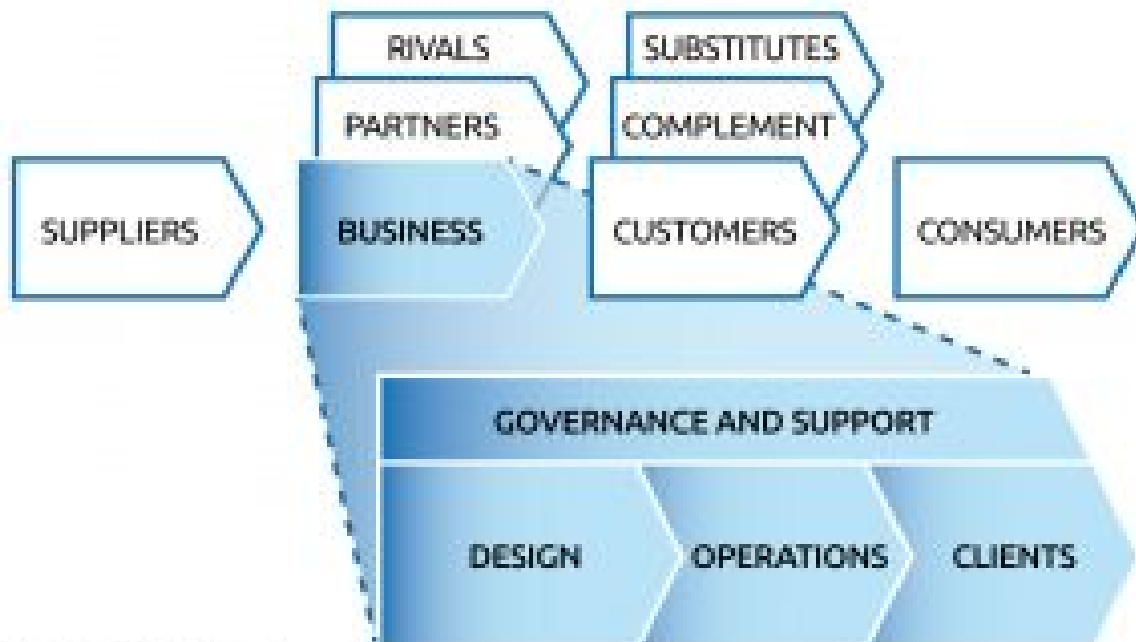 RIVALS
SUBSTITUTES
PARTNERS
COMPLEMENT
SUPPLIERS
BUSINESS
CUSTOMERS
CONSUMERS
GOVERNANCE AND SUPPORT
DESIGN
OPERATIONS
CLIENTS